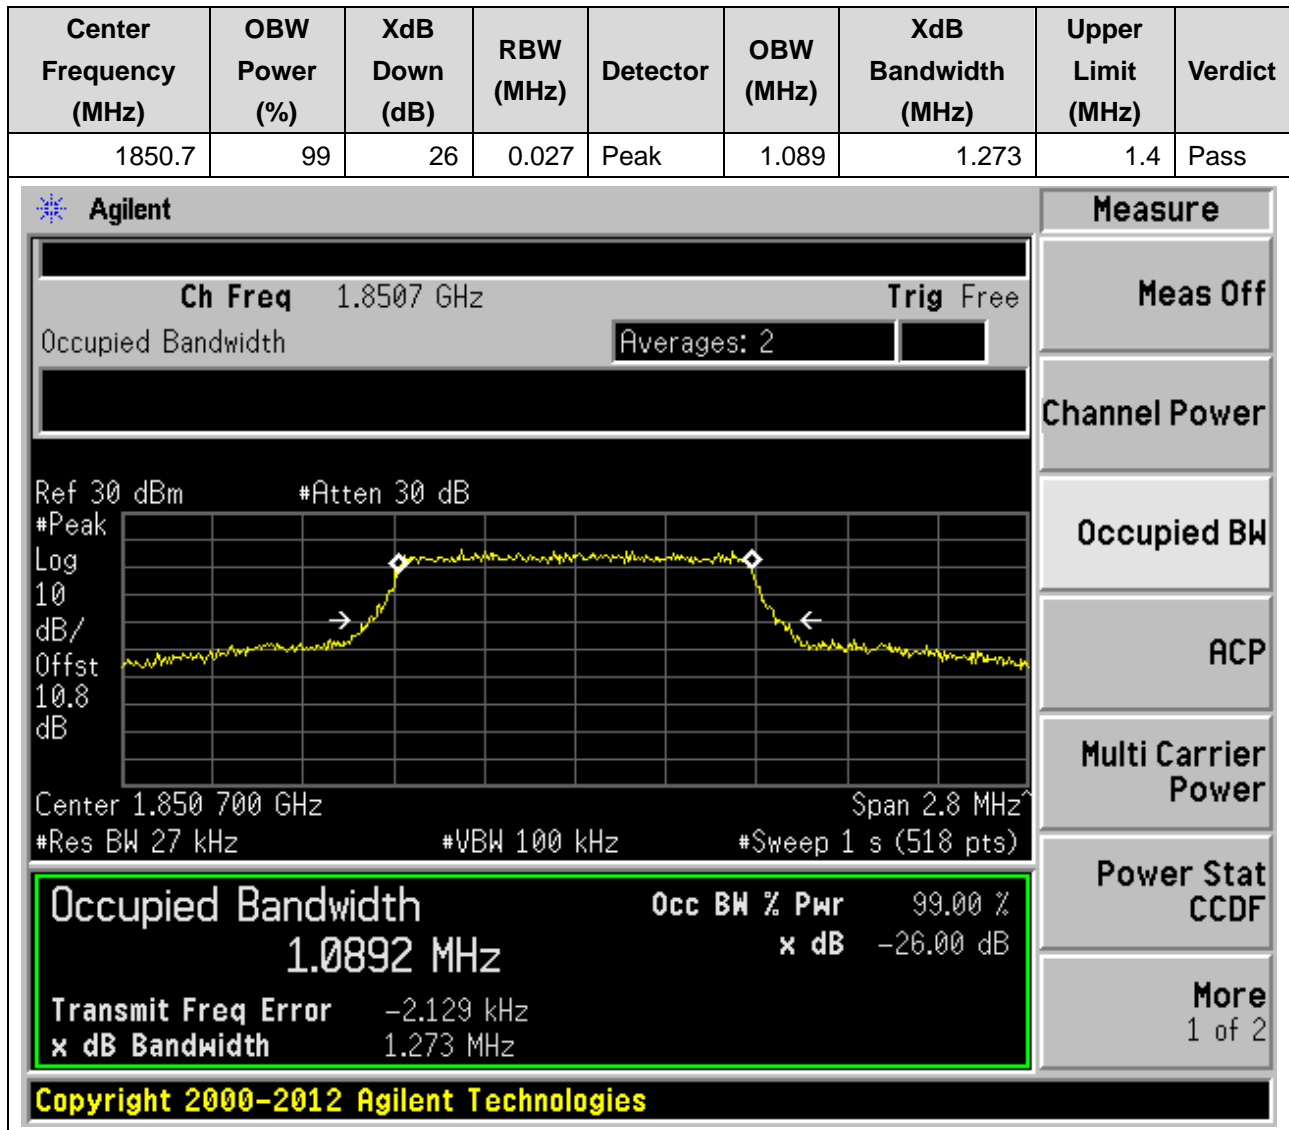 Center Frequency (MHz) OBW Power (%) XdB Down (dB) RBW (MHz) Detector OBW (MHz) XdB Bandwidth (MHz) Upper Limit (MHz) Verdict
1850.7 99 26 0.027 Peak 1.089 1.273 1.4 Pass
Agilent
Measure
Ch Freq 1.8507 GHz Trig Free
Meas Off
Occupied Bandwidth Averages: 2
Channel Power
Ref 30 dBm #Atten 30 dB
#Peak
Log
10
dB/
Offst
10.8
dB
Occupied BW
ACP
Multi Carrier
Power
Center 1.850 700 GHz Span 2.8 MHz^
#Res BW 27 kHz #VBW 100 kHz #Sweep 1 s (518 pts)
Power Stat
CCDF
Occupied Bandwidth Occ BW % Pwr 99.00 %
1.0892 MHz x dB -26.00 dB
Transmit Freq Error -2.129 kHz
x dB Bandwidth 1.273 MHz
More
1 of 2
Copyright 2000-2012 Agilent Technologies